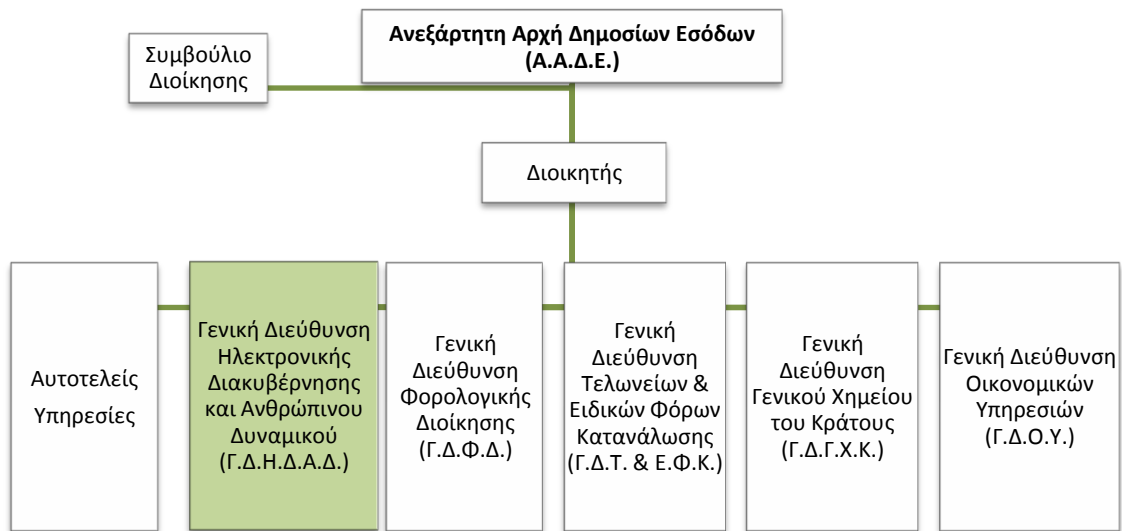 Ανεξάρτητη Αρχή Δημοσίων Εσόδων
(Α.Α.Δ.Ε.)
Συμβούλιο
Διοίκησης
Διοικητής
Αυτοτελείς
Υπηρεσίες
Γενική Διεύθυνση
Ηλεκτρονικής
Διακυβέρνησης
και Ανθρώπινου
Δυναμικού
(Γ.Δ.Η.Δ.Α.Δ.)
Γενική
Διεύθυνση
Φορολογικής
Διοίκησης
(Γ.Δ.Φ.Δ.)
Γενική
Διεύθυνση
Τελωνείων &
Ειδικών Φόρων
Κατανάλωσης
(Γ.Δ.Τ. & Ε.Φ.Κ.)
Γενική
Διεύθυνση
Γενικού Χημείου
του Κράτους
(Γ.Δ.Γ.Χ.Κ.)
Γενική Διεύθυνση
Οικονομικών
Υπηρεσιών
(Γ.Δ.Ο.Υ.)